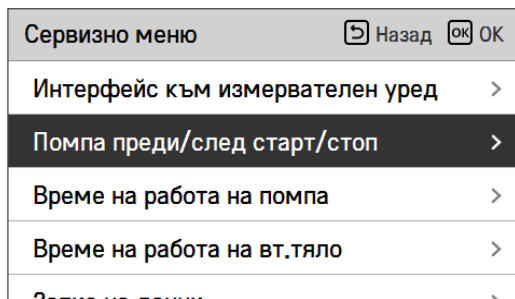 Сервизно меню Назад OK OK
Интерфейс към измервателен уред
Помпа преди/след старт/стоп
Време на работа на помпа
Време на работа на вт.тяло